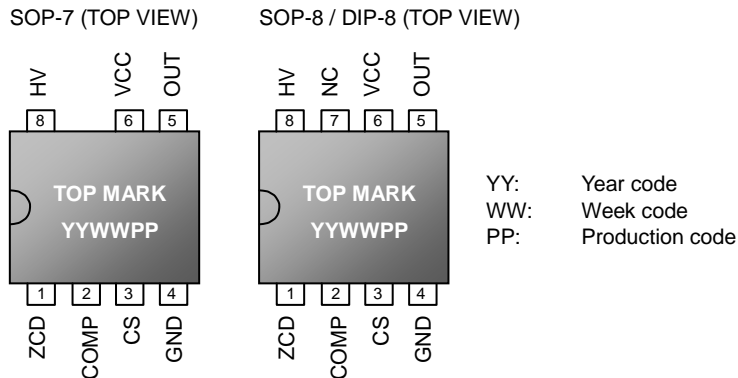 SOP-7 (TOP VIEW)
HV
VCC
OUT
8
6
5
TOP MARK
YYWWPP
1
2
3
4
ZCD
COMP
CS
GND
SOP-8 / DIP-8 (TOP VIEW)
HV
NC
VCC
OUT
8
7
6
5
TOP MARK
YYWWPP
1
2
3
4
ZCD
COMP
CS
GND
YY: Year code
WW: Week code
PP: Production code